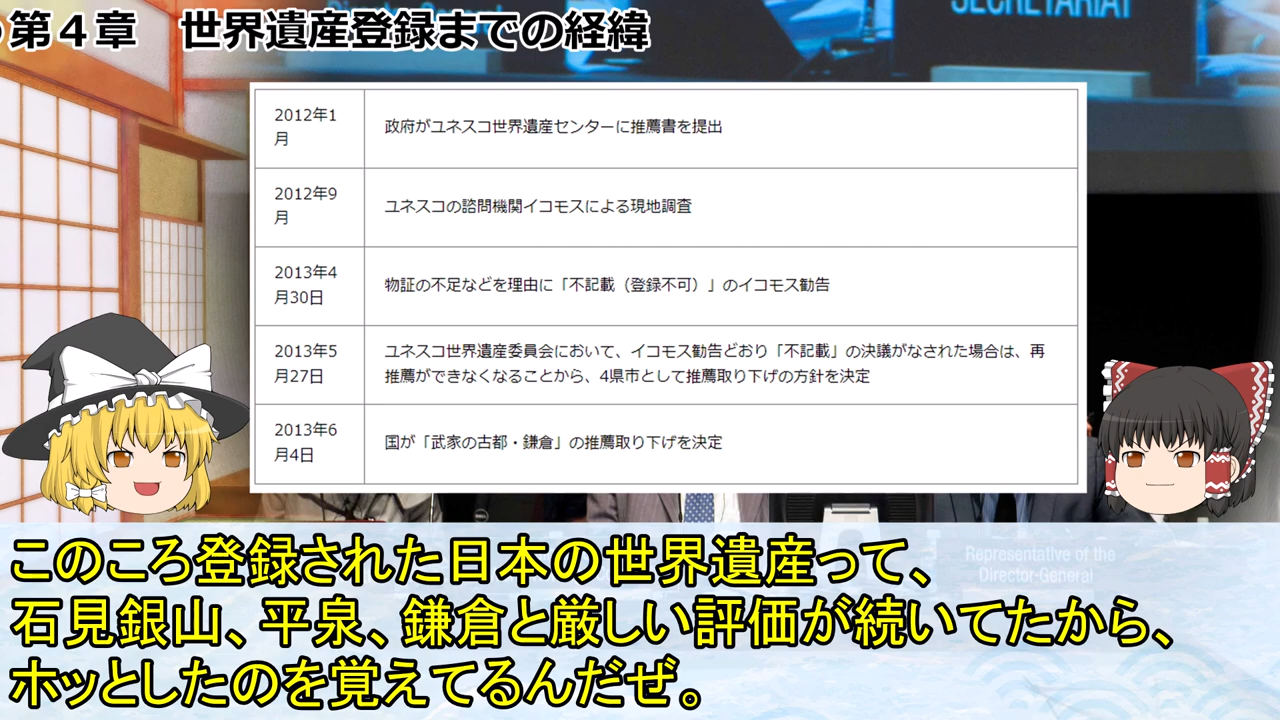 第４章　世界遺産登録までの経緯
SECRETARIAT
2012年1
月
政府がユネスコ世界遺産センターに推薦書を提出
2012年9
月
ユネスコの諮問機関イコモスによる現地調査
2013年4
月30日
物証の不足などを理由に「不記載（登録不可）」のイコモス勧告
2013年5
月27日
ユネスコ世界遺産委員会において、イコモス勧告どおり「不記載」の決議がなされた場合は、再
推薦ができなくなることから、4県市として推薦取り下げの方針を決定
2013年6
月4日
国が「武家の古都・鎌倉」の推薦取り下げを決定
Representative of the
Director-General
このころ登録された日本の世界遺産って、
石見銀山、平泉、鎌倉と厳しい評価が続いてたから、
ホッとしたのを覚えてるんだぜ。